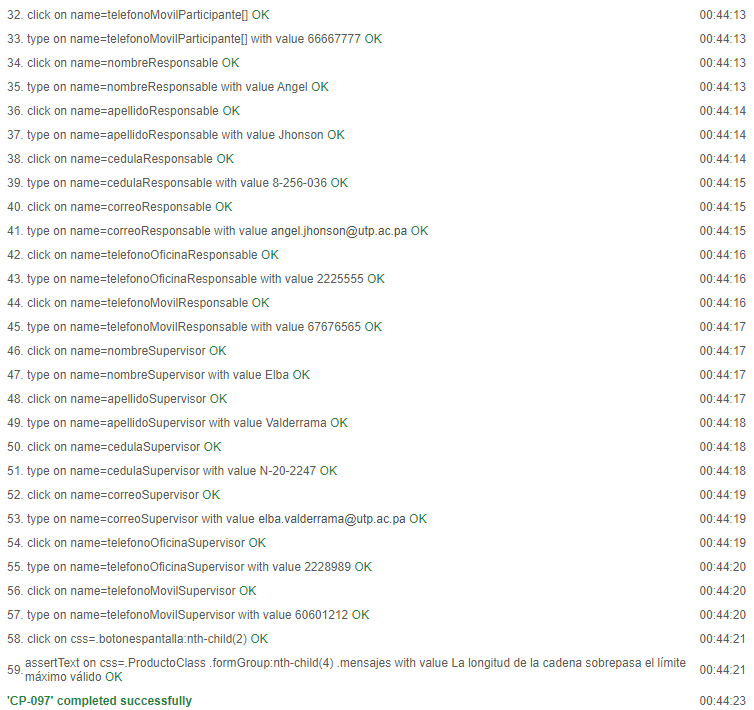 32. click on name=telefonoMovilParticipante[] OK 00:44:13
33. type on name=telefonoMovilParticipante[] with value 66667777 OK 00:44:13
34. click on name=nombreResponsable OK 00:44:13
35. type on name=nombreResponsable with value Angel OK 00:44:13
36. click on name=apellidoResponsable OK 00:44:14
37. type on name=apellidoResponsable with value Jhonson OK 00:44:14
38. click on name=cedulaResponsable OK 00:44:14
39. type on name=cedulaResponsable with value 8-256-036 OK 00:44:15
40. click on name=correoResponsable OK 00:44:15
41. type on name=correoResponsable with value angel.jhonson@utp.ac.pa OK 00:44:15
42. click on name=telefonoOficinaResponsable OK 00:44:16
43. type on name=telefonoOficinaResponsable with value 2225555 OK 00:44:16
44. click on name=telefonoMovilResponsable OK 00:44:16
45. type on name=telefonoMovilResponsable with value 67676565 OK 00:44:17
46. click on name=nombreSupervisor OK 00:44:17
47. type on name=nombreSupervisor with value Elba OK 00:44:17
48. click on name=apellidoSupervisor OK 00:44:17
49. type on name=apellidoSupervisor with value Valderrama OK 00:44:18
50. click on name=cedulaSupervisor OK 00:44:18
51. type on name=cedulaSupervisor with value N-20-2247 OK 00:44:18
52. click on name=correoSupervisor OK 00:44:19
53. type on name=correoSupervisor with value elba.valderrama@utp.ac.pa OK 00:44:19
54. click on name=telefonoOficinaSupervisor OK 00:44:19
55. type on name=telefonoOficinaSupervisor with value 2228989 OK 00:44:20
56. click on name=telefonoMovilSupervisor OK 00:44:20
57. type on name=telefonoMovilSupervisor with value 60601212 OK 00:44:20
58. click on css=.botonespantalla:nth-child(2) OK 00:44:21
59. assertText on css=.ProductoClass .formGroup:nth-child(4) .mensajes with value La longitud de la cadena sobrepasa el límite 00:44:21
máximo válido OK
'CP-097' completed successfully 00:44:23